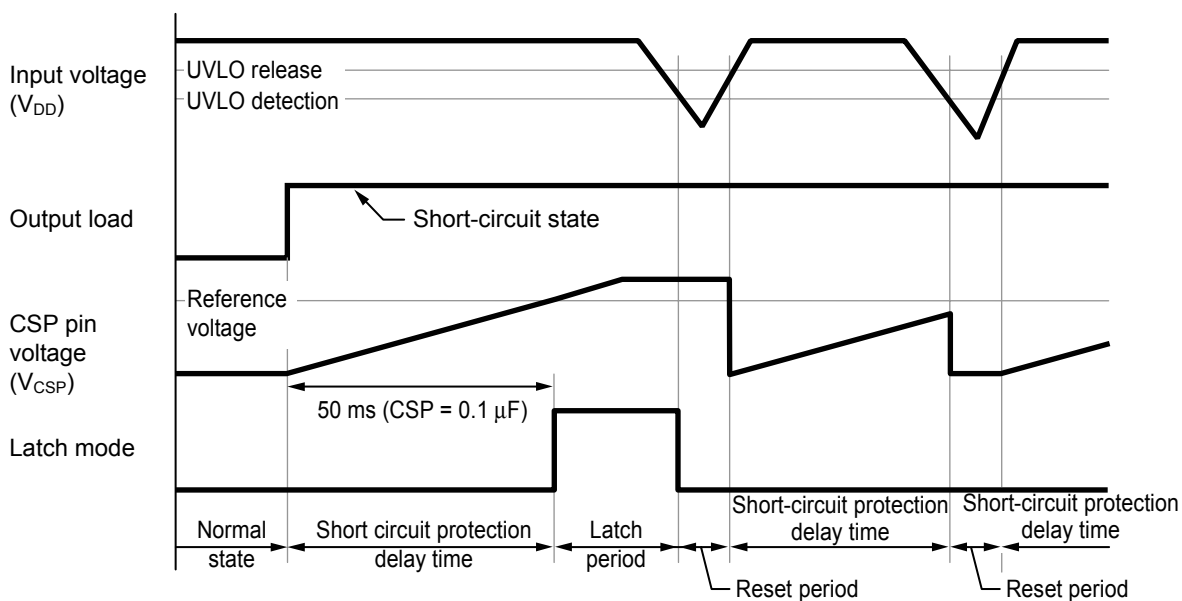 Input voltage
(VDD)
UVLO release
UVLO detection
Output load
Short-circuit state
CSP pin
voltage
(VCSP)
Reference
voltage
50 ms (CSP = 0.1 μF)
Latch mode
Normal
state
Short circuit protection
delay time
Latch
period
Reset period
Short-circuit protection
delay time
Reset period
Short-circuit protection
delay time